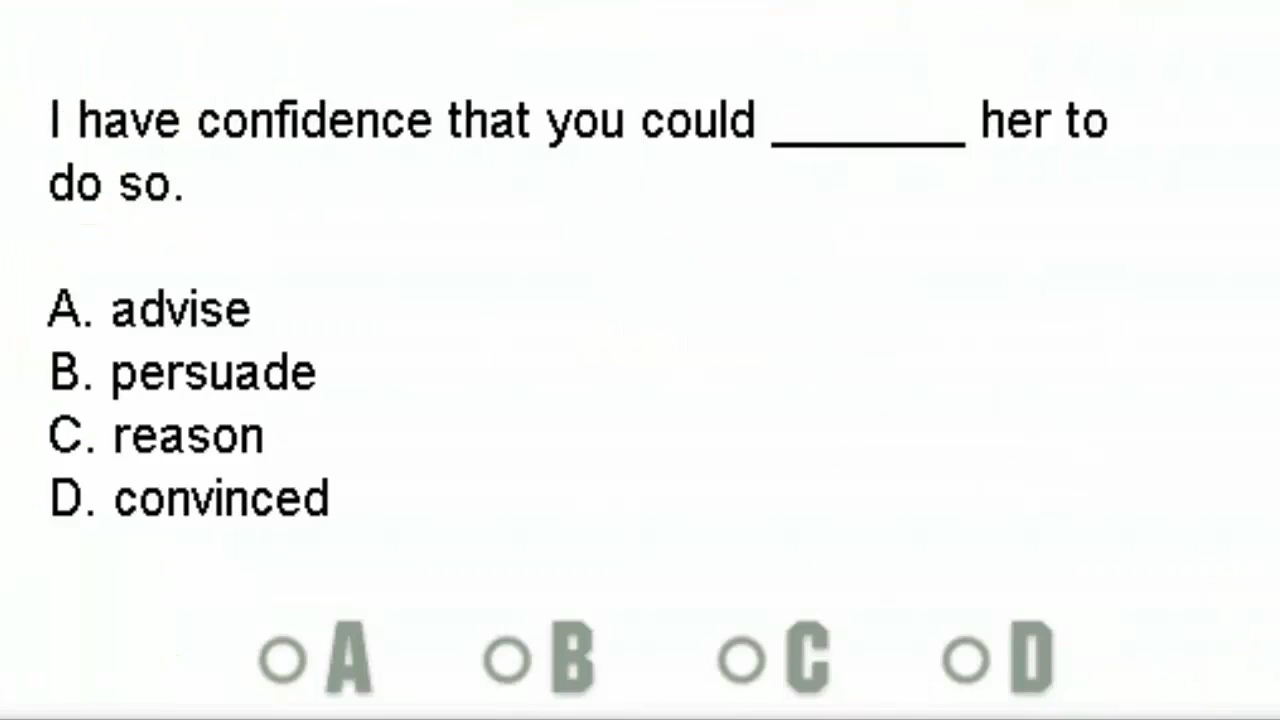 I have confidence that you could ________ her to
do so.
A. advise
B. persuade
C. reason
D. convinced
A B C D